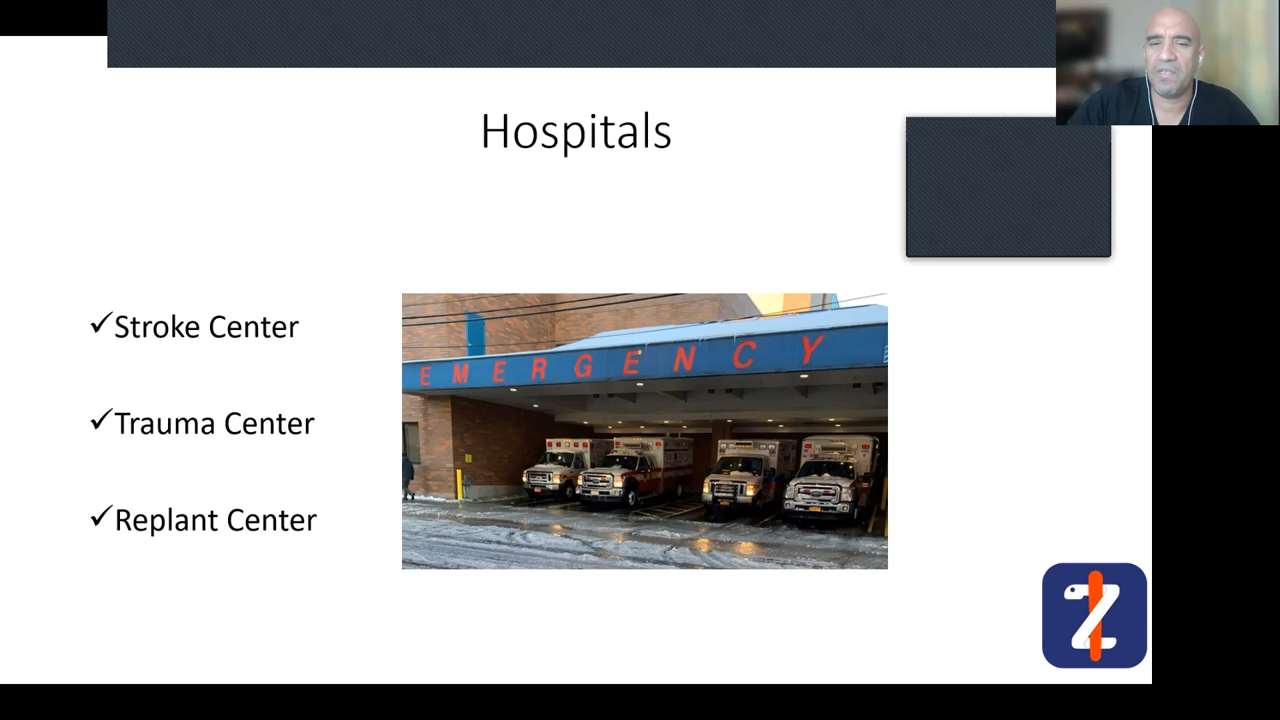 Hospitals
✓Stroke Center
✓Trauma Center
✓Replant Center
EMERGENCY